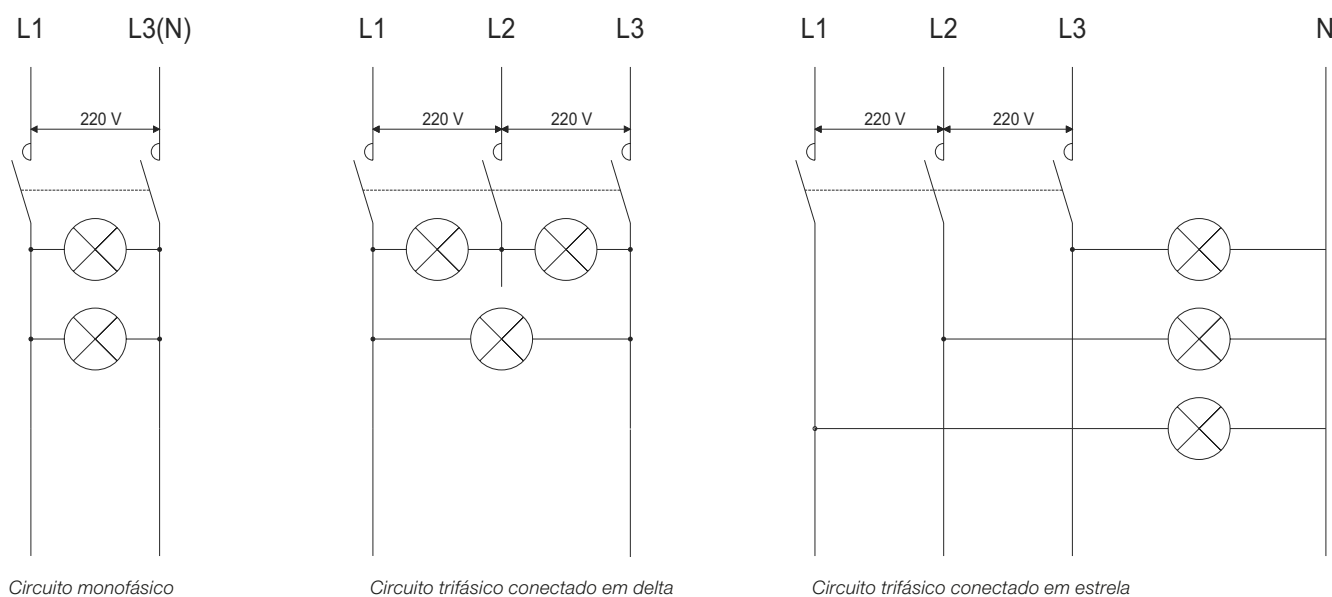 L1 L3(N) L1 L2 L3 L1 L2 L3 N
220 V 220 V 220 V 220 V 220 V
Circuito monofásico Circuito trifásico conectado em delta Circuito trifásico conectado em estrela